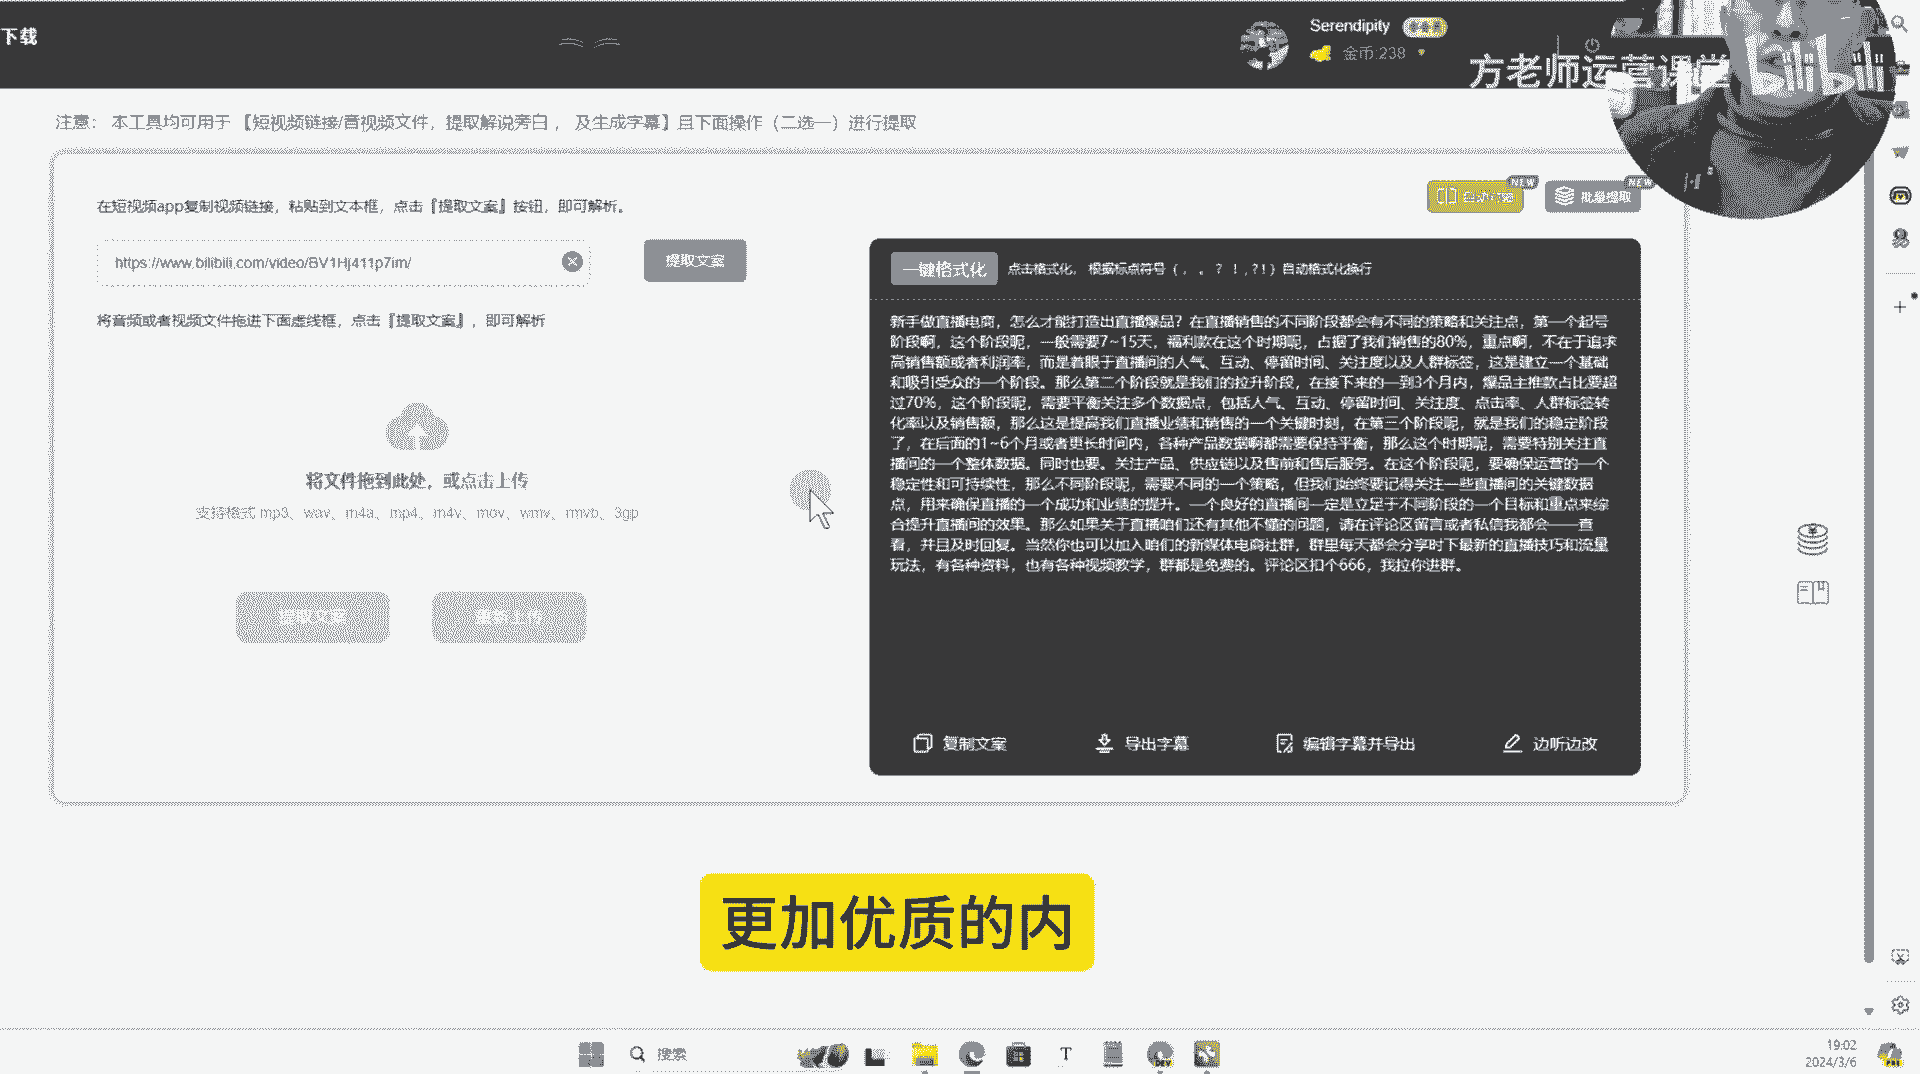 下载
Serendipity
金币:238
方老师运营课堂
bilibili
注意： 本工具均可用于 【短视频链接/音视频文件，提取解说旁白 ， 及生成字幕】且下面操作（二选一）进行提取
在短视频app复制视频链接，粘贴到文本框，点击『提取文案』按钮，即可解析。
NEW
NEW
批量提取
https://www.bilibili.com/video/BV1Hj411p7im/
提取文案
一键格式化
点击格式化， 根据标点符号（ , 。 ? ！, ? ! ）自动格式化换行
将音频或者视频文件拖进下面虚线框，点击『提取文案』，即可解析
新手做直播电商，怎么才能打造出直播爆品？在直播销售的不同阶段都会有不同的策略和关注点，第一个起号
阶段啊，这个阶段呢，一般需要7~15天，福利款在这个时期呢，占据了我们销售的80%，重点啊，不在于追求
高销售额或者利润率，而是着眼于直播间的人气、互动、停留时间、关注度以及人群标签，这是建立一个基础
和吸引受众的一个阶段。那么第二个阶段就是我们的拉升阶段，在接下来的一到3个月内，爆品主推款占比要超
过70%，这个阶段呢，需要平衡关注多个数据点，包括人气、互动、停留时间、关注度、点击率、人群标签转
化率以及销售额，那么这是提高我们直播业绩和销售的一个关键时刻，在第三个阶段呢，就是我们的稳定阶段
了，在后面的1~6个月或者更长时间内，各种产品数据啊都需要保持平衡，那么这个时期呢，需要特别关注直
播间的一个整体数据。同时也要。关注产品、供应链以及售前和售后服务。在这个阶段呢，要确保运营的一个
稳定性和可持续性，那么不同阶段呢，需要不同的一个策略，但我们始终要记得关注一些直播间的关键数据
点，用来确保直播的一个成功和业绩的提升。一个良好的直播间一定是立足于不同阶段的一个目标和重点来综
合提升直播间的效果。那么如果关于直播咱们还有其他不懂的问题，请在评论区留言或者私信我都会一一查
看，并且及时回复。当然你也可以加入咱们的新媒体电商社群，群里每天都会分享时下最新的直播技巧和流量
玩法，有各种资料，也有各种视频教学，群都是免费的。评论区扣个666，我拉你进群。
将文件拖到此处，或点击上传
支持格式 mp3、wav、m4a、mp4、m4v、mov、wmv、rmvb、3gp
提取文案
重新上传
复制文案
导出字幕
编辑字幕并导出
边听边改
更加优质的内
搜索
19:02
2024/3/6